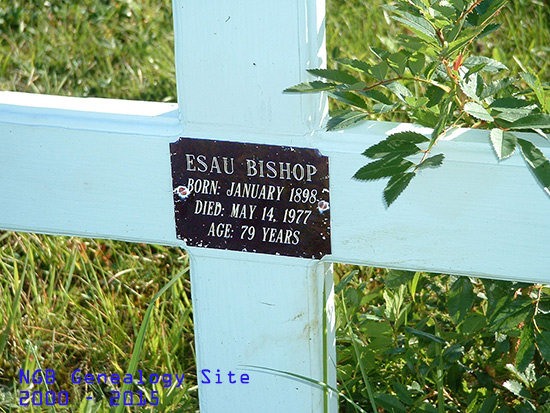 ESAU BISHOP
BORN: JANUARY 1898
DIED: MAY 14, 1977
AGE: 79 YEARS
NGB Genealogy Site
2000 - 2015